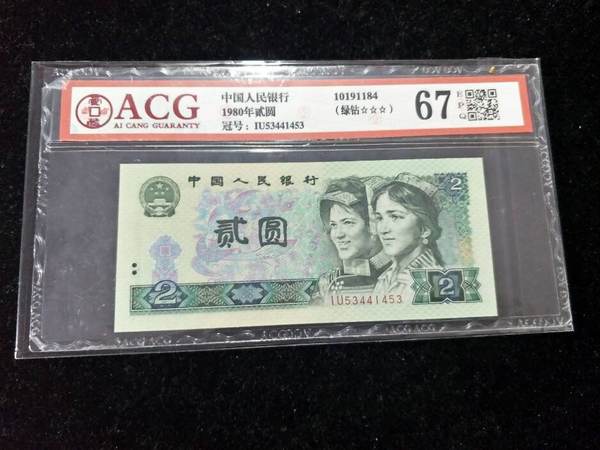 ACG
AI CANG GUARANTY
中国人民银行
1980年贰圆
冠号：IU53441453
10191184
（绿钻☆☆☆）
67
EPQ
中国人民银行
贰圆
2
2
2
IU53441453